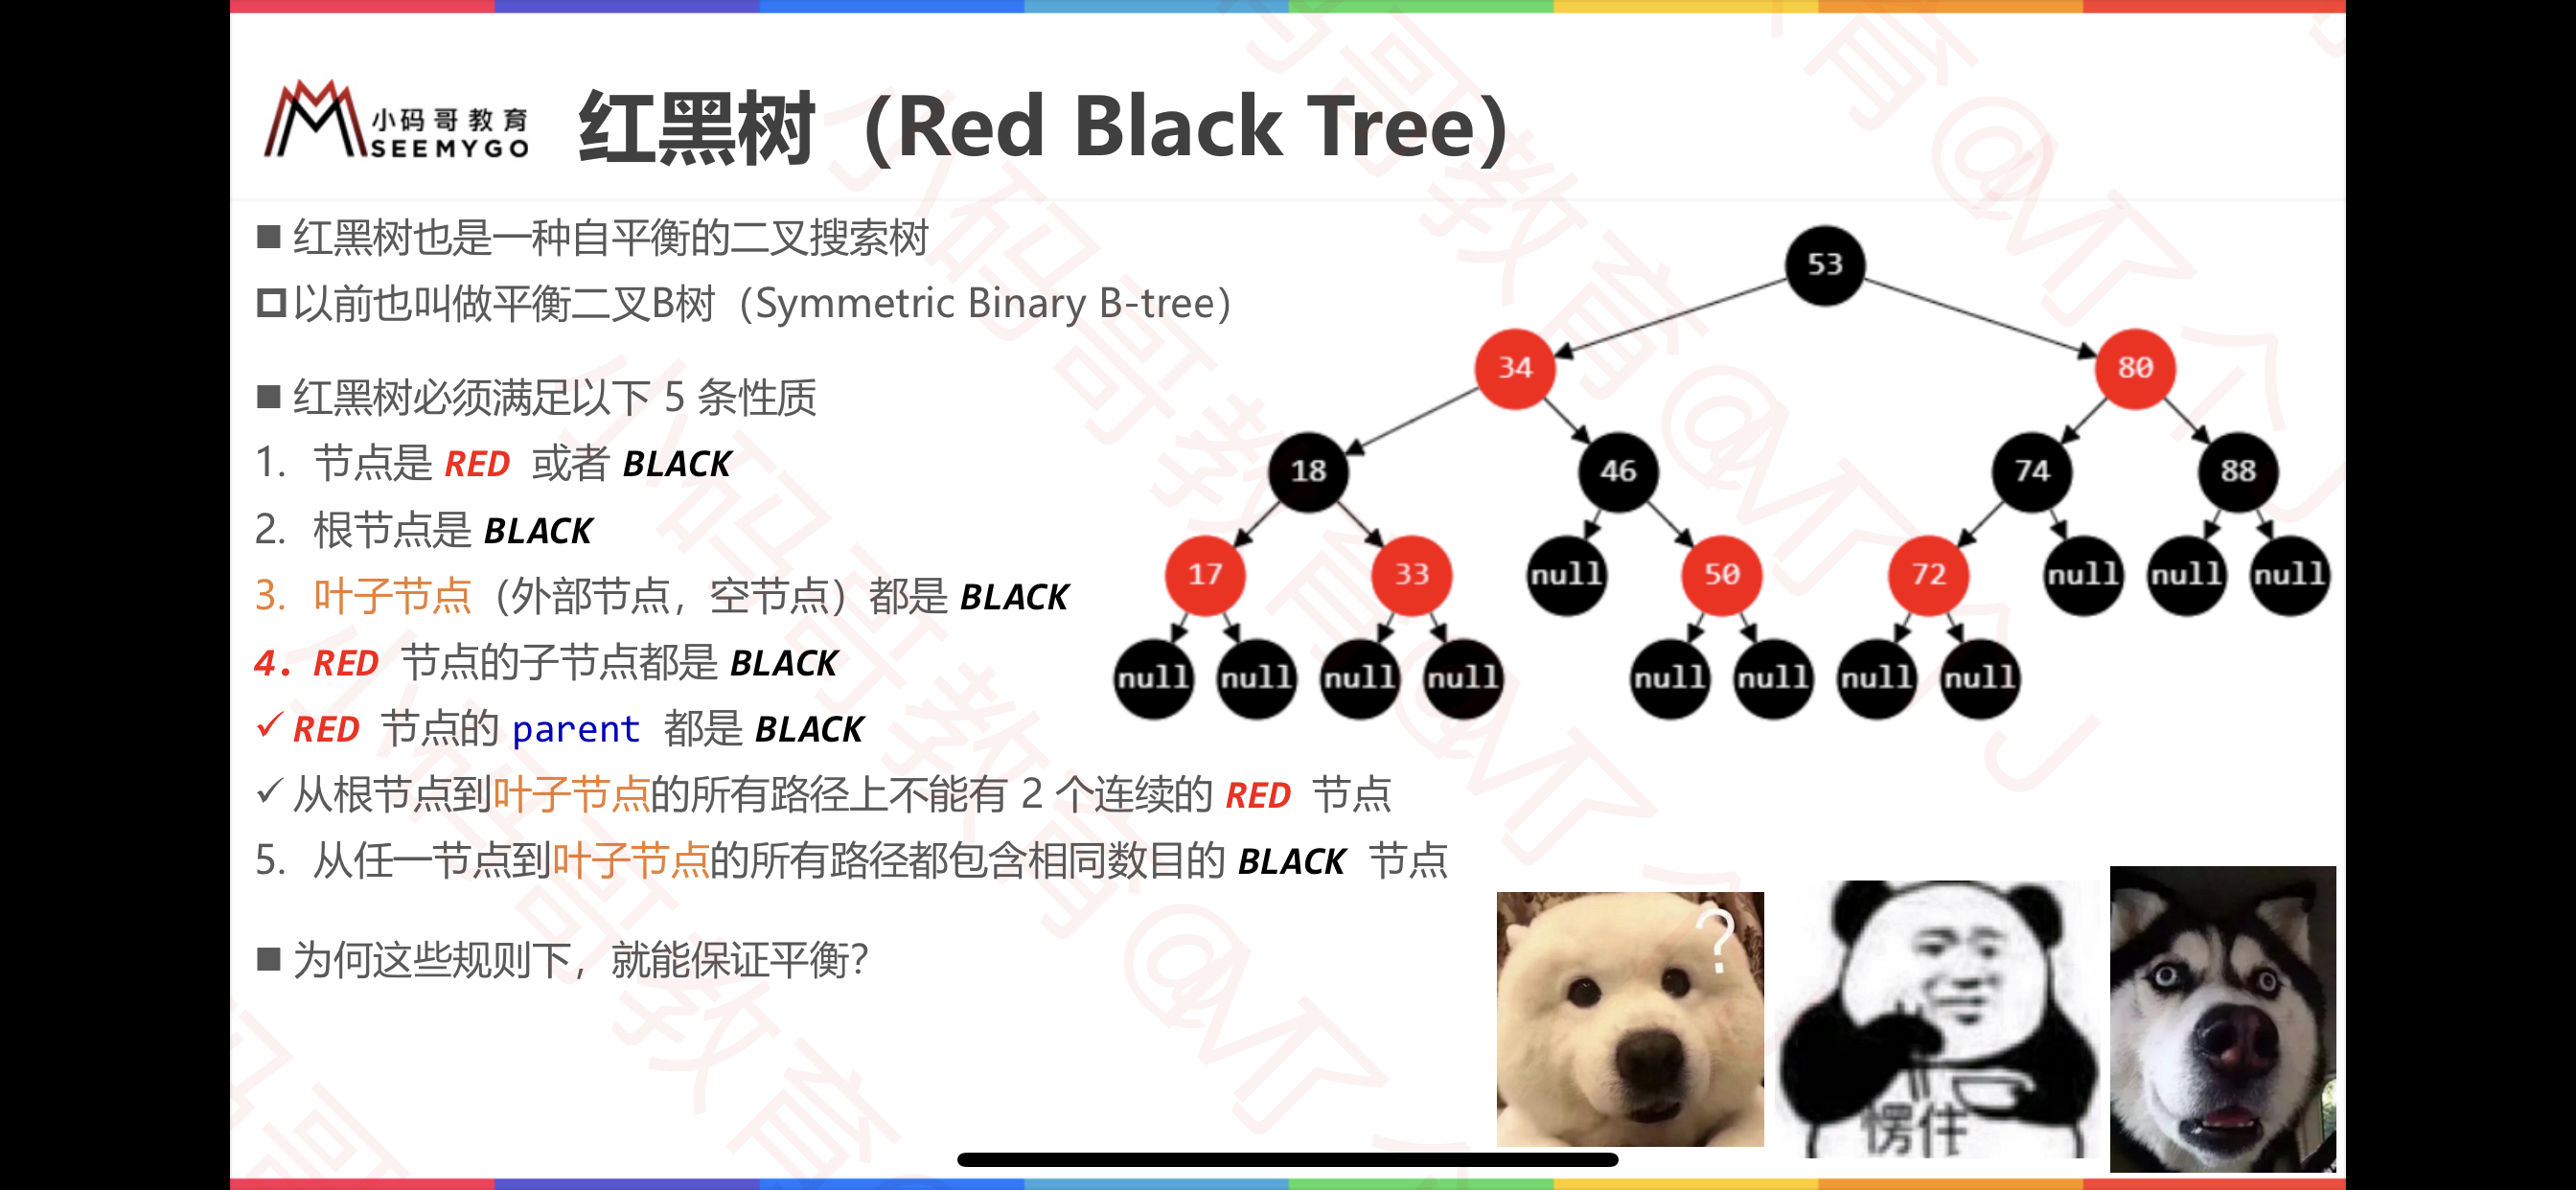 小码哥教育
SEEMYGO
红黑树（Red Black Tree）
■ 红黑树也是一种自平衡的二叉搜索树
以前也叫做平衡二叉B树（Symmetric Binary B-tree）
■ 红黑树必须满足以下 5 条性质
1. 节点是 RED 或者 BLACK
2. 根节点是 BLACK
3. 叶子节点（外部节点，空节点）都是 BLACK
4. RED 节点的子节点都是 BLACK
✓ RED 节点的 parent 都是 BLACK
✓ 从根节点到叶子节点的所有路径上不能有 2 个连续的 RED 节点
5. 从任一节点到叶子节点的所有路径都包含相同数目的 BLACK 节点
■ 为何这些规则下，就能保证平衡？
53
34 80
18 46 74 88
17 33 null 50 72 null null null
null null null null null null null null
?
愣住
小码哥教育@M了个J